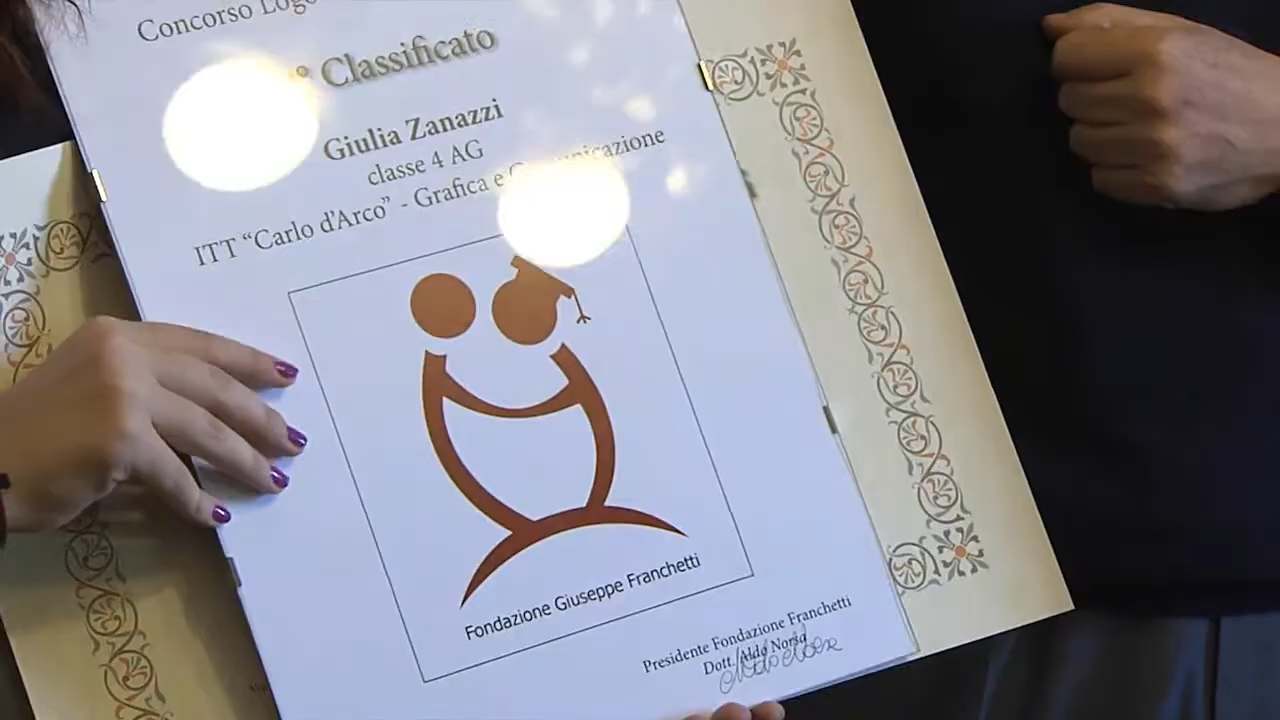 Concorso Logo
° Classificato
Giulia Zanazzi
classe 4 AG
ITT “Carlo d’Arco” - Grafica e Comunicazione
Fondazione Giuseppe Franchetti
Presidente Fondazione Franchetti
Dott. Aldo Norsa